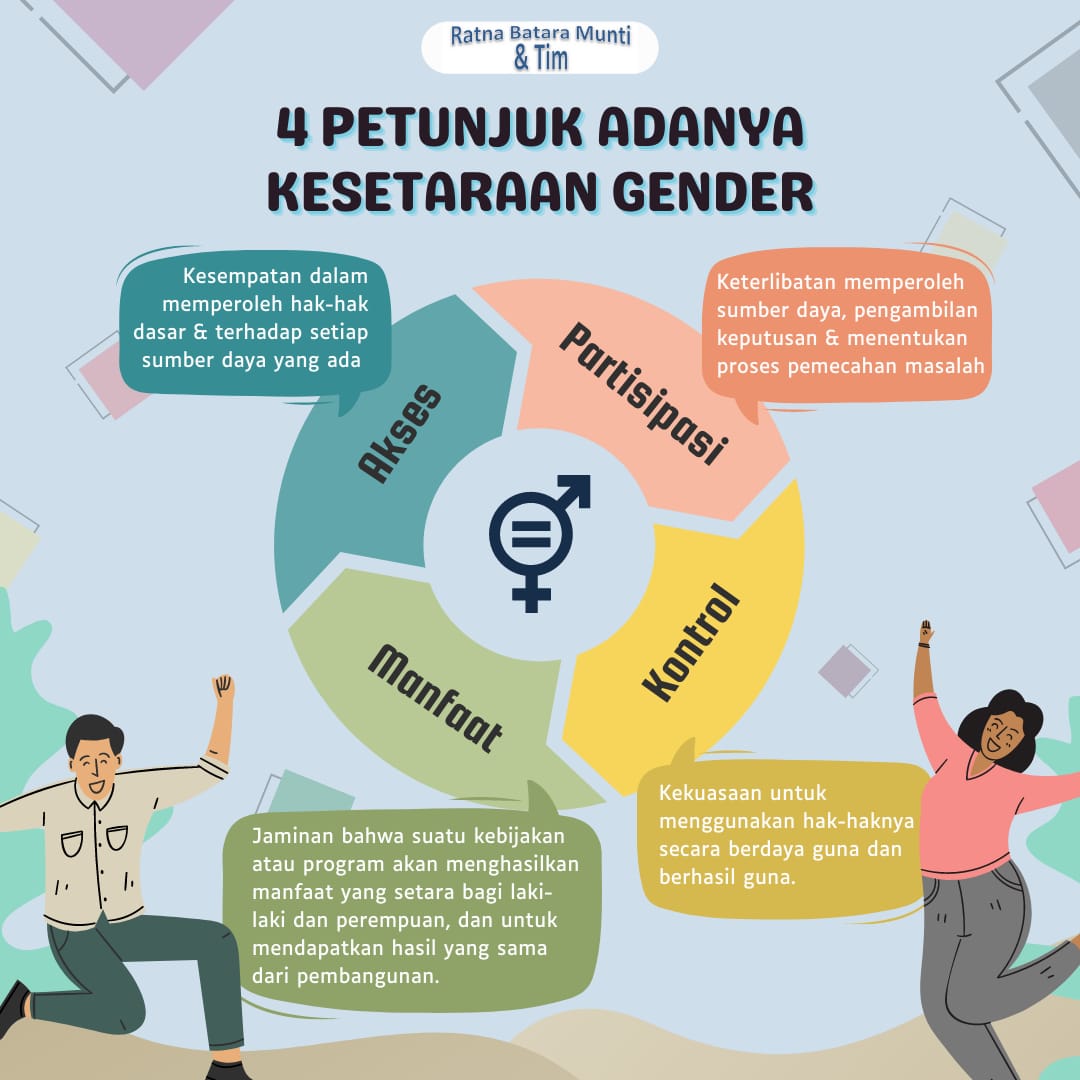 Ratna Batara Munti
& Tim
4 PETUNJUK ADANYA
KESETARAAN GENDER
Kesempatan dalam
memperoleh hak-hak
dasar & terhadap setiap
sumber daya yang ada
Akses
Keterlibatan memperoleh
sumber daya, pengambilan
keputusan & menentukan
proses pemecahan masalah
Partisipasi
Kontrol
Kekuasaan untuk
menggunakan hak-haknya
secara berdaya guna dan
berhasil guna.
Manfaat
Jaminan bahwa suatu kebijakan
atau program akan menghasilkan
manfaat yang setara bagi laki-
laki dan perempuan, dan untuk
mendapatkan hasil yang sama
dari pembangunan.